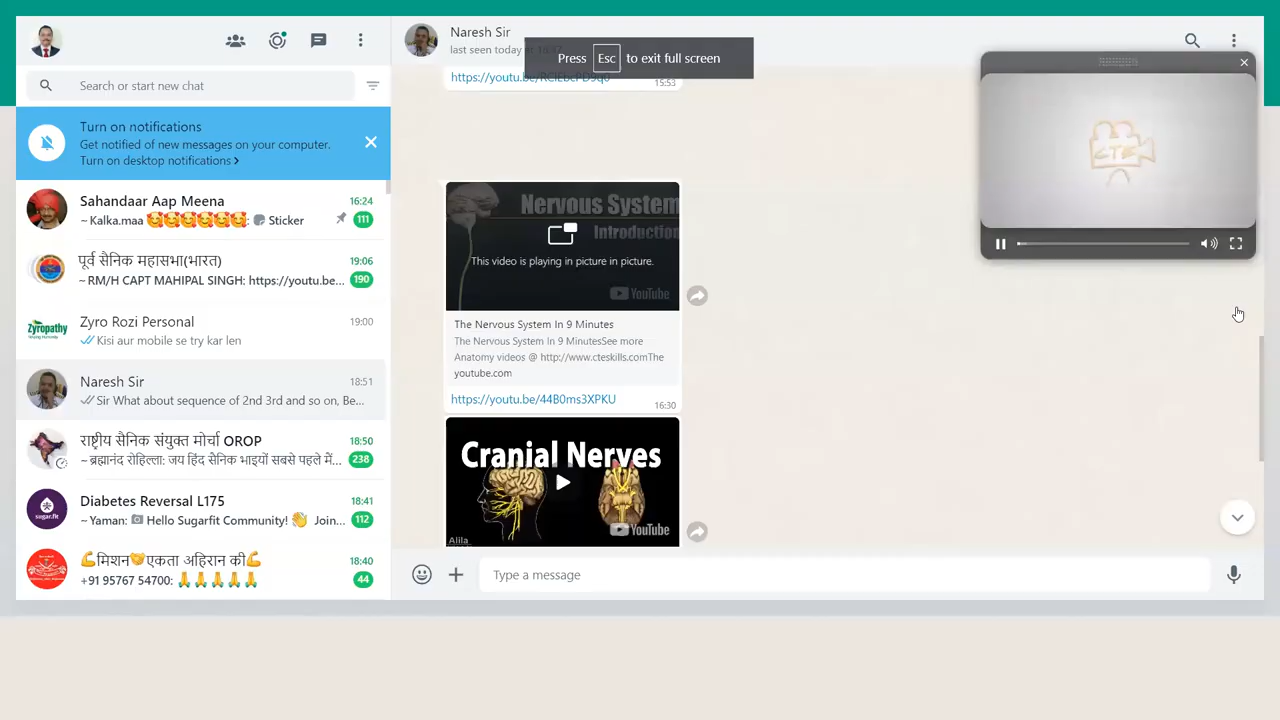 Naresh Sir
last seen today at
Press Esc to exit full screen
15:53
Search or start new chat
Turn on notifications
Get notified of new messages on your computer.
Turn on desktop notifications >
Sahandaar Aap Meena
16:24
~ Kalka.maa 🥰🥰🥰🥰🥰🥰: Sticker
111
पूर्व सैनिक महासभा(भारत)
19:06
~ RM/H CAPT MAHIPAL SINGH: https://youtu.be...
190
Zyropathy
Zyro Rozi Personal
19:00
Kisi aur mobile se try kar len
Naresh Sir
18:51
Sir What about sequence of 2nd 3rd and so on, Be...
राष्ट्रीय सैनिक संयुक्त मोर्चा OROP
18:50
~ ब्रह्मानंद रोहिल्ला: जय हिंद सैनिक भाइयों सबसे पहले में...
238
sugar.fit
Diabetes Reversal L175
18:41
~ Yaman: Hello Sugarfit Community! 👋 Join...
112
💪मिशन🤝एकता अहिरान की💪
18:40
+91 95767 54700: 🙏🙏🙏🙏🙏
44
Nervous System
Introduction
This video is playing in picture in picture.
YouTube
The Nervous System In 9 Minutes
The Nervous System In 9 MinutesSee more
Anatomy videos @ http://www.cteskills.comThe
youtube.com
https://youtu.be/44B0ms3XPKU
16:30
Cranial Nerves
YouTube
Alila
Type a message
CTE